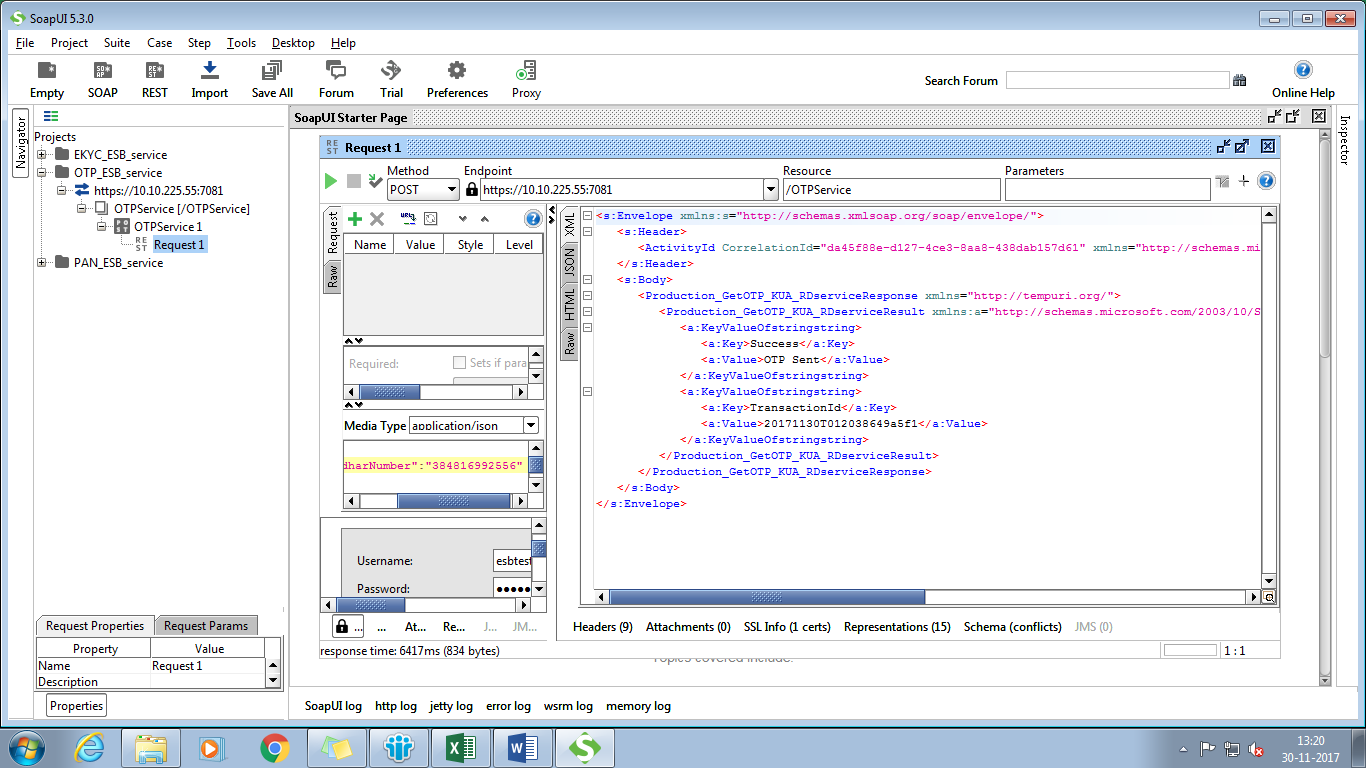 SoapUI 5.3.0
File Project Suite Case Step Tools Desktop Help
Empty SOAP REST Import Save All Forum Trial Preferences Proxy
Search Forum
Online Help
Navigator
Projects
EKYC_ESB_service
OTP_ESB_service
https://10.10.225.55:7081
OTPService [/OTPService]
OTPService 1
Request 1
PAN_ESB_service
Request Properties Request Params
Property Value
Name Request 1
Description
Properties
SoapUI Starter Page
Inspector
Request 1
Method Endpoint Resource Parameters
POST https://10.10.225.55:7081 /OTPService
Request
Raw
Name Value Style Level
Required: Sets if para
Media Type application/json
dharNumber":"384816992556"
Username: esbtest
Password: ●●●●●
... ... At... Re... J... JM...
XML
JSON
HTML
Raw
<s:Envelope xmlns:s="http://schemas.xmlsoap.org/soap/envelope/">
<s:Header>
<ActivityId CorrelationId="da45f88e-d127-4ce3-8aa8-438dab157d61" xmlns="http://schemas.mi
</s:Header>
<s:Body>
<Production_GetOTP_KUA_RDserviceResponse xmlns="http://tempuri.org/">
<Production_GetOTP_KUA_RDserviceResult xmlns:a="http://schemas.microsoft.com/2003/10/S
<a:KeyValueOfstringstring>
<a:Key>Success</a:Key>
<a:Value>OTP Sent</a:Value>
</a:KeyValueOfstringstring>
<a:KeyValueOfstringstring>
<a:Key>TransactionId</a:Key>
<a:Value>20171130T012038649a5f1</a:Value>
</a:KeyValueOfstringstring>
</Production_GetOTP_KUA_RDserviceResult>
</Production_GetOTP_KUA_RDserviceResponse>
</s:Body>
</s:Envelope>
Headers (9) Attachments (0) SSL Info (1 certs) Representations (15) Schema (conflicts) JMS (0)
response time: 6417ms (834 bytes) 1 : 1
Topics covered include:
SoapUI log http log jetty log error log wsrm log memory log
13:20
30-11-2017